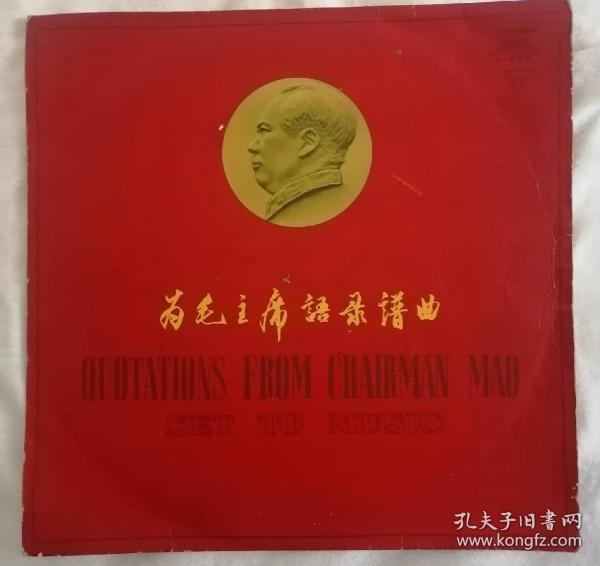 为毛主席語录譜曲
QUOTATIONS FROM CHAIRMAN MAO
SET TO MUSIC
孔夫子旧書网
www.kongfz.com